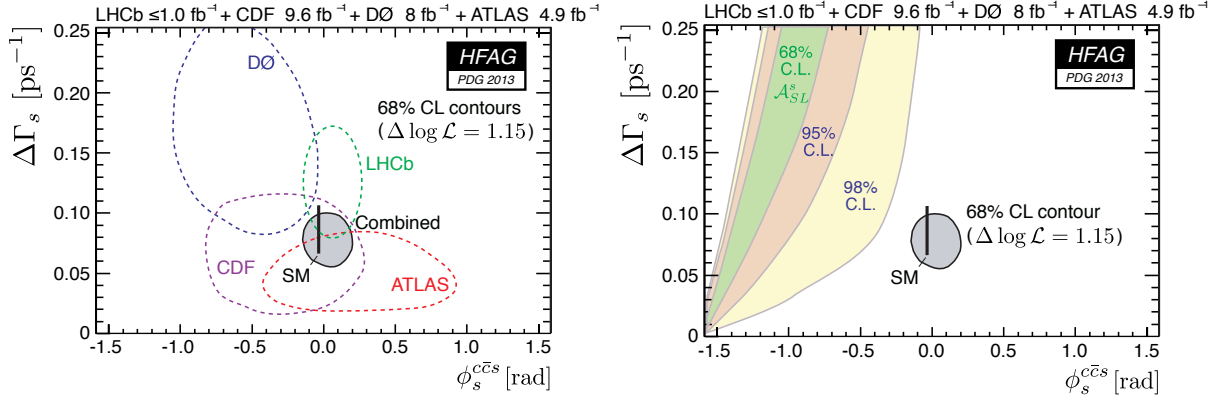 LHCb ≤1.0 fb⁻¹ + CDF 9.6 fb⁻¹ + DØ 8 fb⁻¹ + ATLAS 4.9 fb⁻¹
0.25
0.20
0.15
0.10
0.05
0
ΔΓs [ps⁻¹]
DØ
HFAG
PDG 2013
68% CL contours
(Δ log ℒ = 1.15)
LHCb
Combined
CDF
SM
ATLAS
-1.5 -1.0 -0.5 0.0 0.5 1.0 1.5
ϕs^cc̄s [rad]
LHCb ≤1.0 fb⁻¹ + CDF 9.6 fb⁻¹ + DØ 8 fb⁻¹ + ATLAS 4.9 fb⁻¹
0.25
0.20
0.15
0.10
0.05
0
ΔΓs [ps⁻¹]
68%
C.L.
𝒜^s_SL
HFAG
PDG 2013
95%
C.L.
98%
C.L.
68% CL contour
(Δ log ℒ = 1.15)
SM
-1.5 -1.0 -0.5 0.0 0.5 1.0 1.5
ϕs^cc̄s [rad]